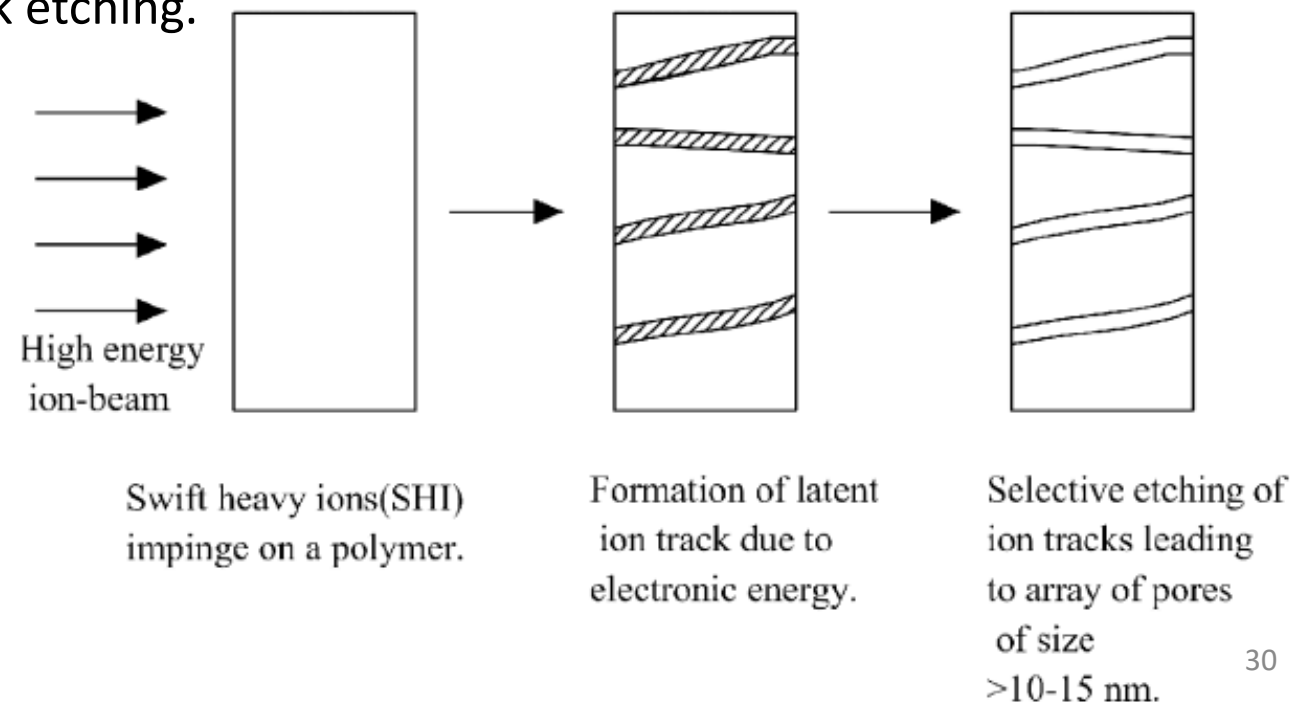 k etching.
High energy
ion-beam
Swift heavy ions(SHI)
impinge on a polymer.
Formation of latent
ion track due to
electronic energy.
Selective etching of
ion tracks leading
to array of pores
of size
>10-15 nm.
30